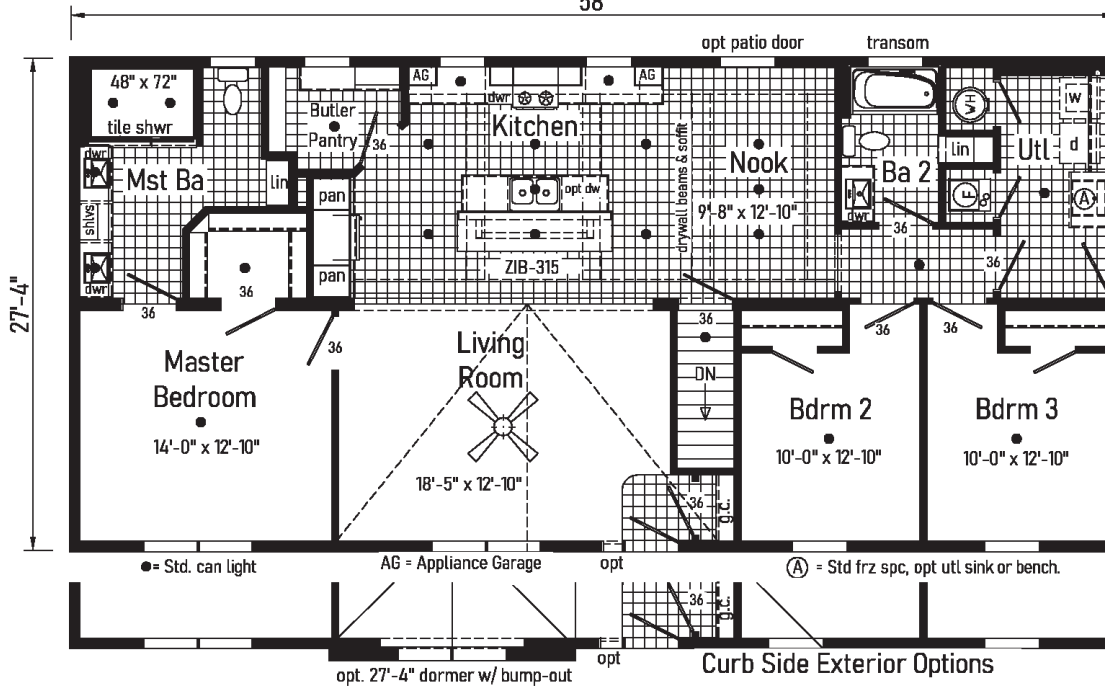 58'
opt patio door
transom
27'-4"
48" x 72"
tile shwr
Butler
Pantry
36
AG
dwr
AG
Kitchen
Nook
9'-8" x 12'-10"
drywall beams & soffit
WH
w
d
Utl
lin
Ba 2
dwr
F
A
36
36
dwr
Mst Ba
shlvs
dwr
lin
pan
pan
opt dw
ZIB-315
36
36
36
36
36
36
Master
Bedroom
14'-0" x 12'-10"
Living
Room
18'-5" x 12'-10"
DN
Bdrm 2
10'-0" x 12'-10"
Bdrm 3
10'-0" x 12'-10"
36
g.c.
= Std. can light
AG = Appliance Garage
opt
A = Std frz spc, opt utl sink or bench.
36
g.c.
opt
opt. 27'-4" dormer w/ bump-out
Curb Side Exterior Options